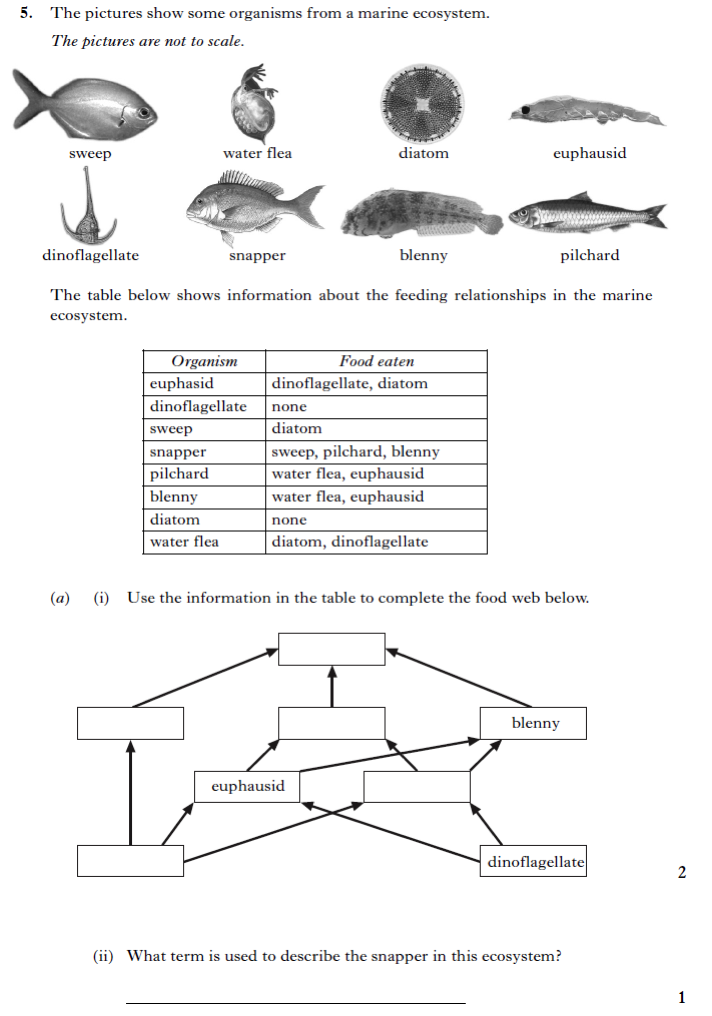 5. The pictures show some organisms from a marine ecosystem.
The pictures are not to scale.
sweep water flea diatom euphausid
dinoflagellate snapper blenny pilchard
The table below shows information about the feeding relationships in the marine
ecosystem.
Organism Food eaten
euphasid dinoflagellate, diatom
dinoflagellate none
sweep diatom
snapper sweep, pilchard, blenny
pilchard water flea, euphausid
blenny water flea, euphausid
diatom none
water flea diatom, dinoflagellate
(a) (i) Use the information in the table to complete the food web below.
blenny
euphausid
dinoflagellate
2
(ii) What term is used to describe the snapper in this ecosystem?
1